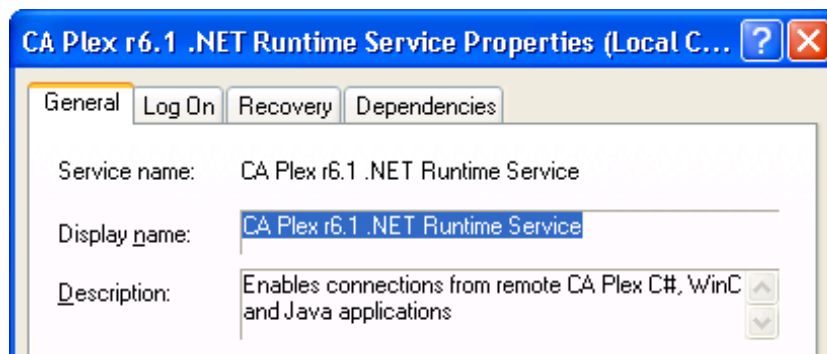 CA Plex r6.1 .NET Runtime Service Properties (Local C...
General Log On Recovery Dependencies
Service name: CA Plex r6.1 .NET Runtime Service
Display name: CA Plex r6.1 .NET Runtime Service
Description: Enables connections from remote CA Plex C#, WinC
and Java applications